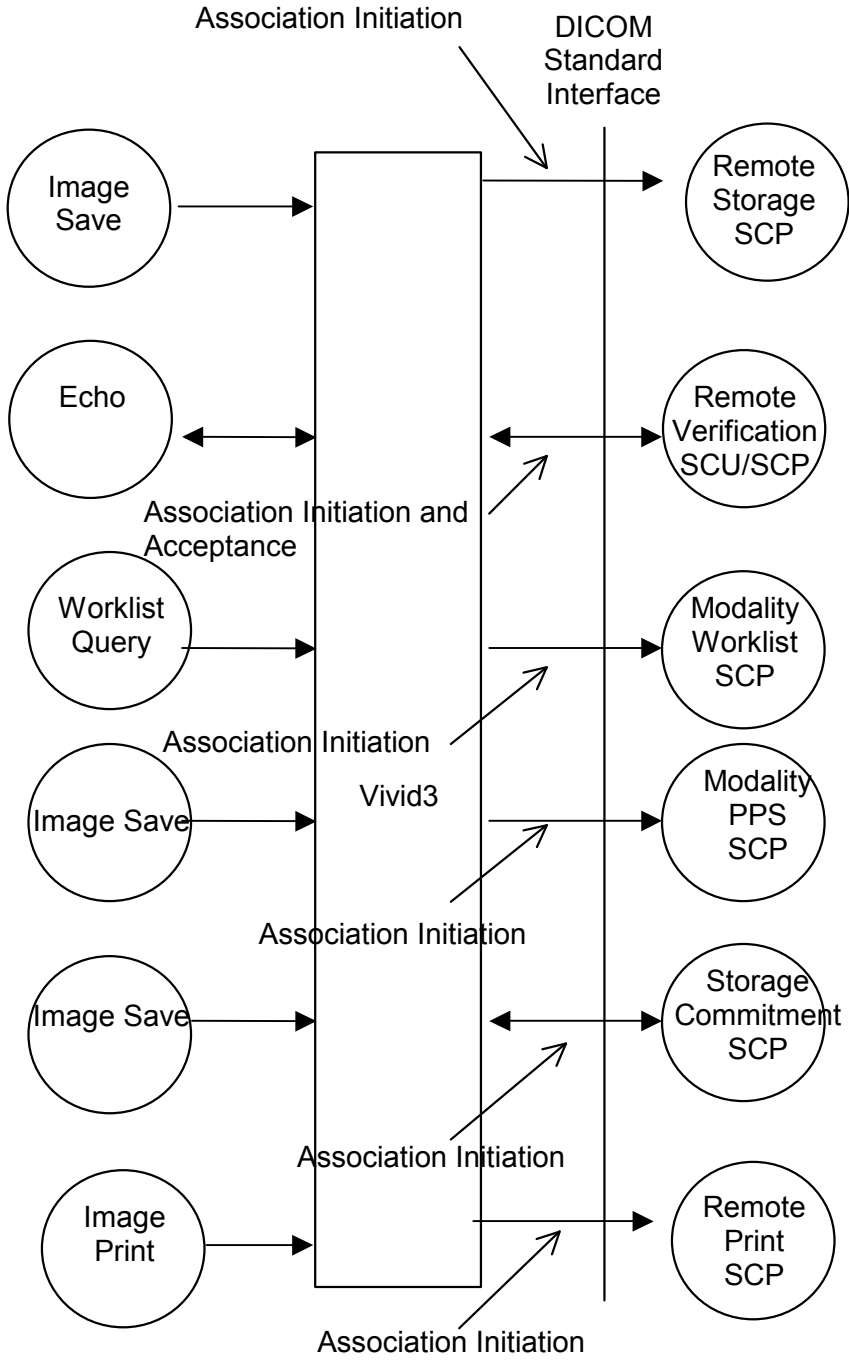 Association Initiation
DICOM
Standard
Interface
Image
Save
Remote
Storage
SCP
Echo
Remote
Verification
SCU/SCP
Association Initiation and
Acceptance
Worklist
Query
Modality
Worklist
SCP
Association Initiation
Vivid3
Image Save
Modality
PPS
SCP
Association Initiation
Image Save
Storage
Commitment
SCP
Association Initiation
Image
Print
Remote
Print
SCP
Association Initiation